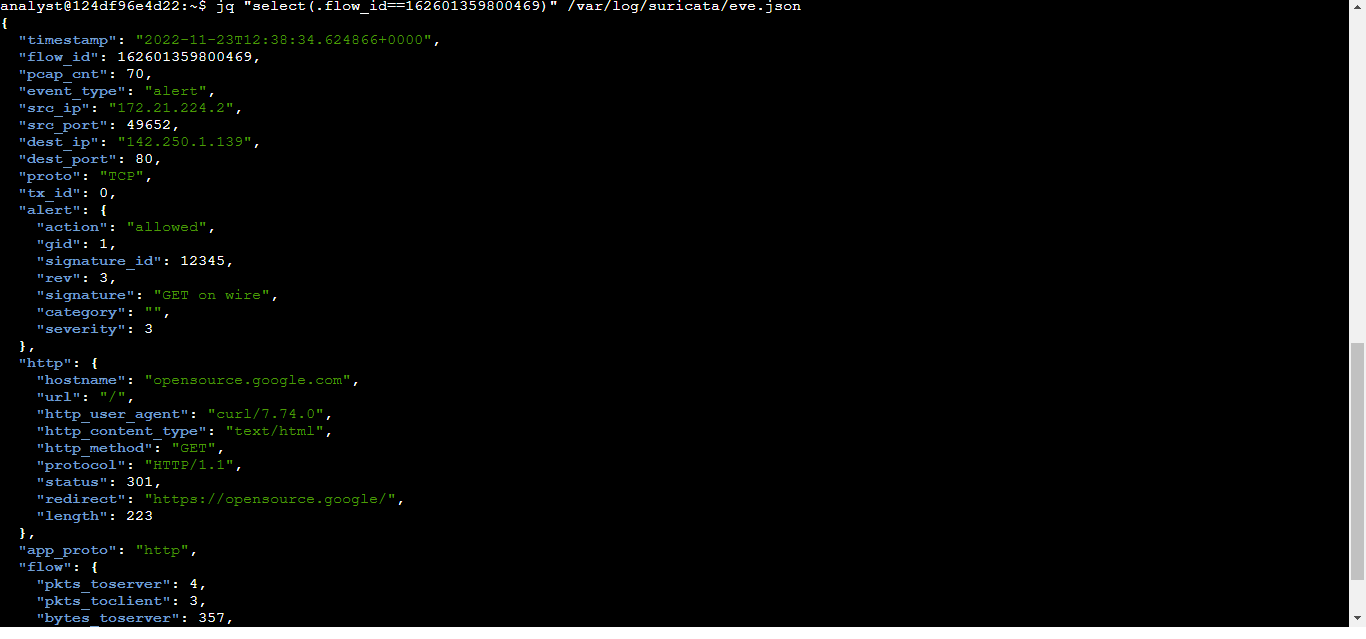 analyst@124df96e4d22:~$ jq "select(.flow_id==162601359800469)" /var/log/suricata/eve.json
{
  "timestamp": "2022-11-23T12:38:34.624866+0000",
  "flow_id": 162601359800469,
  "pcap_cnt": 70,
  "event_type": "alert",
  "src_ip": "172.21.224.2",
  "src_port": 49652,
  "dest_ip": "142.250.1.139",
  "dest_port": 80,
  "proto": "TCP",
  "tx_id": 0,
  "alert": {
    "action": "allowed",
    "gid": 1,
    "signature_id": 12345,
    "rev": 3,
    "signature": "GET on wire",
    "category": "",
    "severity": 3
  },
  "http": {
    "hostname": "opensource.google.com",
    "url": "/",
    "http_user_agent": "curl/7.74.0",
    "http_content_type": "text/html",
    "http_method": "GET",
    "protocol": "HTTP/1.1",
    "status": 301,
    "redirect": "https://opensource.google/",
    "length": 223
  },
  "app_proto": "http",
  "flow": {
    "pkts_toserver": 4,
    "pkts_toclient": 3,
    "bytes_toserver": 357,